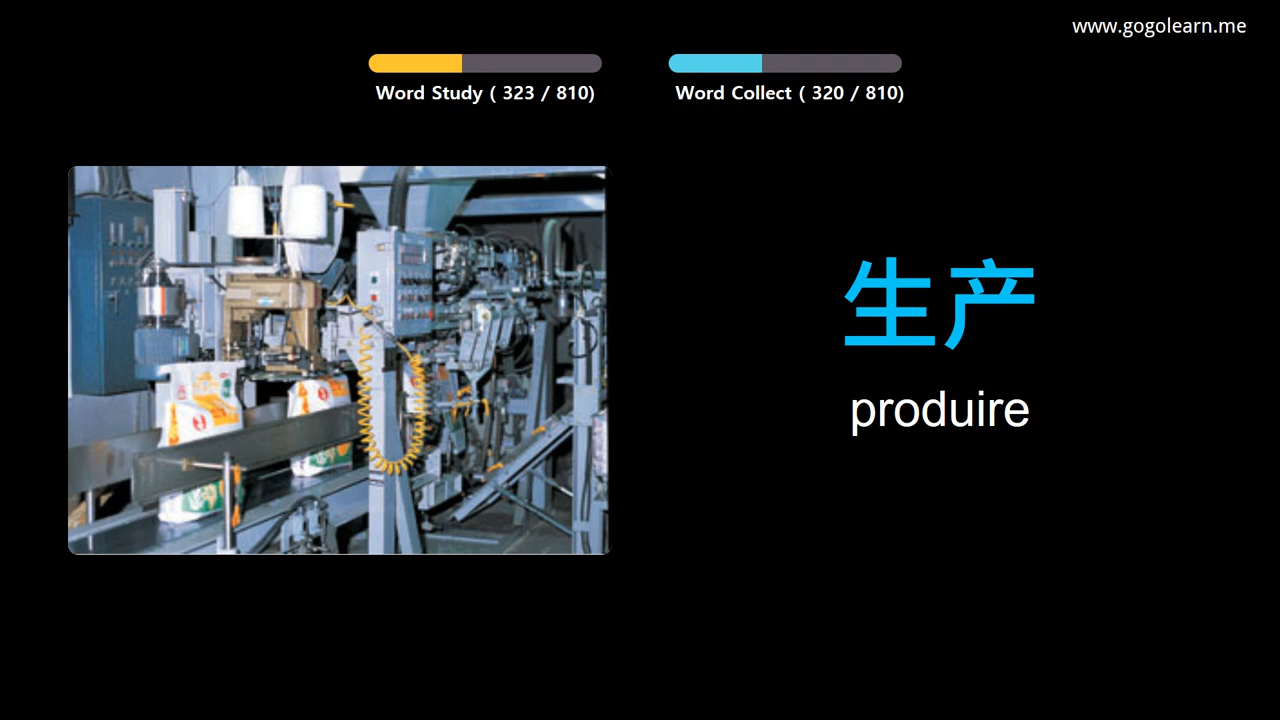 www.gogolearn.me
Word Study ( 323 / 810)
Word Collect ( 320 / 810)
生产
produire